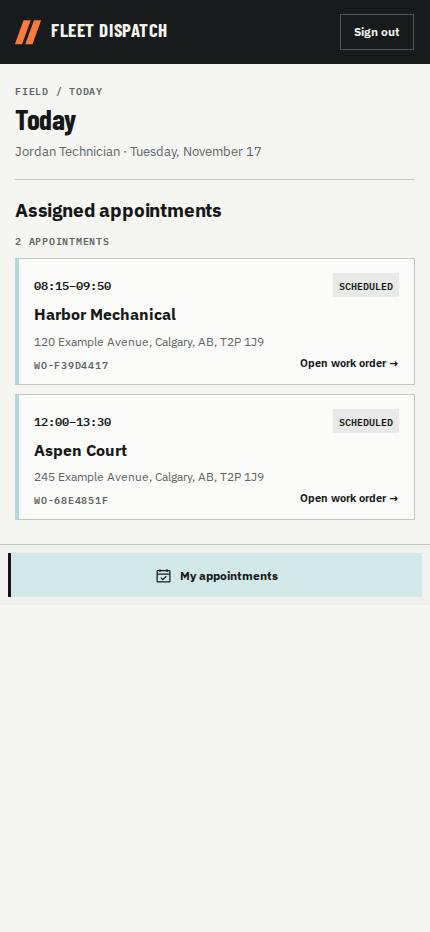 FLEET DISPATCH
Sign out
FIELD / TODAY
Today
Jordan Technician · Tuesday, November 17
Assigned appointments
2 APPOINTMENTS
08:15–09:50
SCHEDULED
Harbor Mechanical
120 Example Avenue, Calgary, AB, T2P 1J9
WO-F39D4417
Open work order →
12:00–13:30
SCHEDULED
Aspen Court
245 Example Avenue, Calgary, AB, T2P 1J9
WO-68E4851F
Open work order →
My appointments